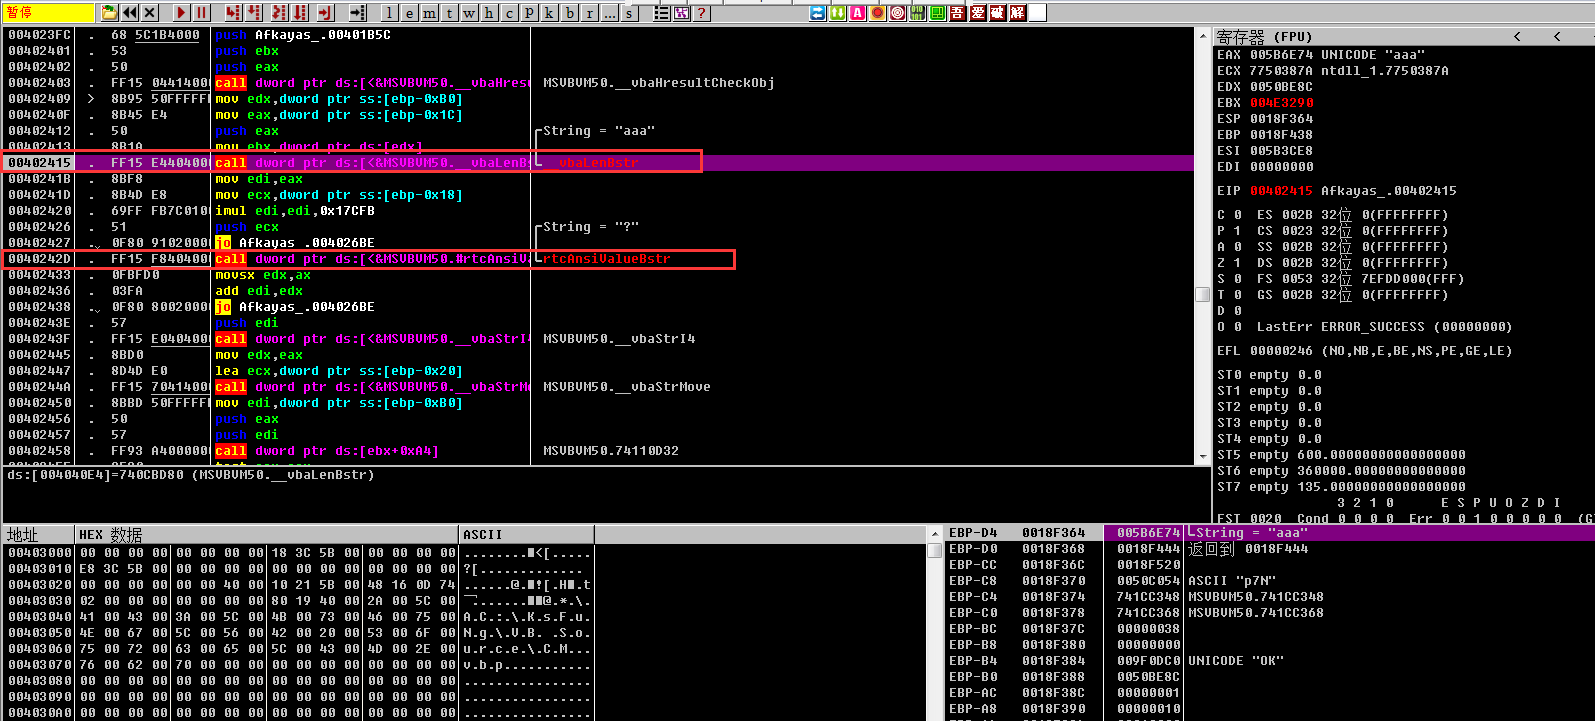 暂停
l e m t w h c p k b r ... s
? 吾 爱 破 解
004023FC . 68 5C1B4000 push Afkayas_.00401B5C
00402401 . 53 push ebx
00402402 . 50 push eax
00402403 . FF15 0441400 call dword ptr ds:[<&MSVBVM50.__vbaHresu MSVBVM50.__vbaHresultCheckObj
00402409 > 8B95 50FFFFF mov edx,dword ptr ss:[ebp-0xB0]
0040240F . 8B45 E4 mov eax,dword ptr ss:[ebp-0x1C]
00402412 . 50 push eax String = "aaa"
00402413 . 8B1A mov ebx,dword ptr ds:[edx]
00402415 . FF15 E440400 call dword ptr ds:[<&MSVBVM50.__vbaLenBs __vbaLenBstr
0040241B . 8BF8 mov edi,eax
0040241D . 8B4D E8 mov ecx,dword ptr ss:[ebp-0x18]
00402420 . 69FF FB7C010 imul edi,edi,0x17CFB
00402426 . 51 push ecx String = "?"
00402427 . 0F80 9102000 jo Afkayas_.004026BE
0040242D . FF15 F840400 call dword ptr ds:[<&MSVBVM50.#rtcAnsiVa rtcAnsiValueBstr
00402433 . 0FBFD0 movsx edx,ax
00402436 . 03FA add edi,edx
00402438 . 0F80 8002000 jo Afkayas_.004026BE
0040243E . 57 push edi
0040243F . FF15 E040400 call dword ptr ds:[<&MSVBVM50.__vbaStrI4 MSVBVM50.__vbaStrI4
00402445 . 8BD0 mov edx,eax
00402447 . 8D4D E0 lea ecx,dword ptr ss:[ebp-0x20]
0040244A . FF15 7041400 call dword ptr ds:[<&MSVBVM50.__vbaStrMo MSVBVM50.__vbaStrMove
00402450 . 8BBD 50FFFFF mov edi,dword ptr ss:[ebp-0xB0]
00402456 . 50 push eax
00402457 . 57 push edi
00402458 . FF93 A400000 call dword ptr ds:[ebx+0xA4] MSVBVM50.74110D32
ds:[004040E4]=740CBD80 (MSVBVM50.__vbaLenBstr)
寄存器 (FPU) < <
EAX 005B6E74 UNICODE "aaa"
ECX 7750387A ntdll_1.7750387A
EDX 0050BE8C
EBX 004E3290
ESP 0018F364
EBP 0018F438
ESI 005B3CE8
EDI 00000000
EIP 00402415 Afkayas_.00402415
C 0 ES 002B 32位 0(FFFFFFFF)
P 1 CS 0023 32位 0(FFFFFFFF)
A 0 SS 002B 32位 0(FFFFFFFF)
Z 1 DS 002B 32位 0(FFFFFFFF)
S 0 FS 0053 32位 7EFDD000(FFF)
T 0 GS 002B 32位 0(FFFFFFFF)
D 0
O 0 LastErr ERROR_SUCCESS (00000000)
EFL 00000246 (NO,NB,E,BE,NS,PE,GE,LE)
ST0 empty 0.0
ST1 empty 0.0
ST2 empty 0.0
ST3 empty 0.0
ST4 empty 0.0
ST5 empty 600.00000000000000000
ST6 empty 360000.00000000000000
ST7 empty 135.00000000000000000
3 2 1 0 E S P U O Z D I
FST 0020 Cond 0 0 0 0 Err 0 0 1 0 0 0 0 0 (G
地址 HEX 数据 ASCII
00403000 00 00 00 00 00 00 00 00 18 3C 5B 00 00 00 00 00 ........■<[.....
00403010 E8 3C 5B 00 00 00 00 00 00 00 00 00 00 00 00 00 ?[.............
00403020 00 00 00 00 00 00 40 00 10 21 5B 00 48 16 0D 74 ......@.■![.H■.t
00403030 02 00 00 00 00 00 00 00 80 19 40 00 2A 00 5C 00 .......■■@.*.\.
00403040 41 00 43 00 3A 00 5C 00 4B 00 73 00 46 00 75 00 A.C.:.\.K.s.F.u.
00403050 4E 00 67 00 5C 00 56 00 42 00 20 00 53 00 6F 00 N.g.\.V.B. .S.o.
00403060 75 00 72 00 63 00 65 00 5C 00 43 00 4D 00 2E 00 u.r.c.e.\.C.M...
00403070 76 00 62 00 70 00 00 00 00 00 00 00 00 00 00 00 v.b.p...........
00403080 00 00 00 00 00 00 00 00 00 00 00 00 00 00 00 00 ................
00403090 00 00 00 00 00 00 00 00 00 00 00 00 00 00 00 00 ................
004030A0 00 00 00 00 00 00 00 00 00 00 00 00 00 00 00 00 ................
EBP-D4 0018F364 005B6E74 String = "aaa"
EBP-D0 0018F368 0018F444 返回到 0018F444
EBP-CC 0018F36C 0018F520
EBP-C8 0018F370 0050C054 ASCII "p7N"
EBP-C4 0018F374 741CC348 MSVBVM50.741CC348
EBP-C0 0018F378 741CC368 MSVBVM50.741CC368
EBP-BC 0018F37C 00000038
EBP-B8 0018F380 00000000
EBP-B4 0018F384 009F0DC0 UNICODE "OK"
EBP-B0 0018F388 0050BE8C
EBP-AC 0018F38C 00000001
EBP-A8 0018F390 00000010